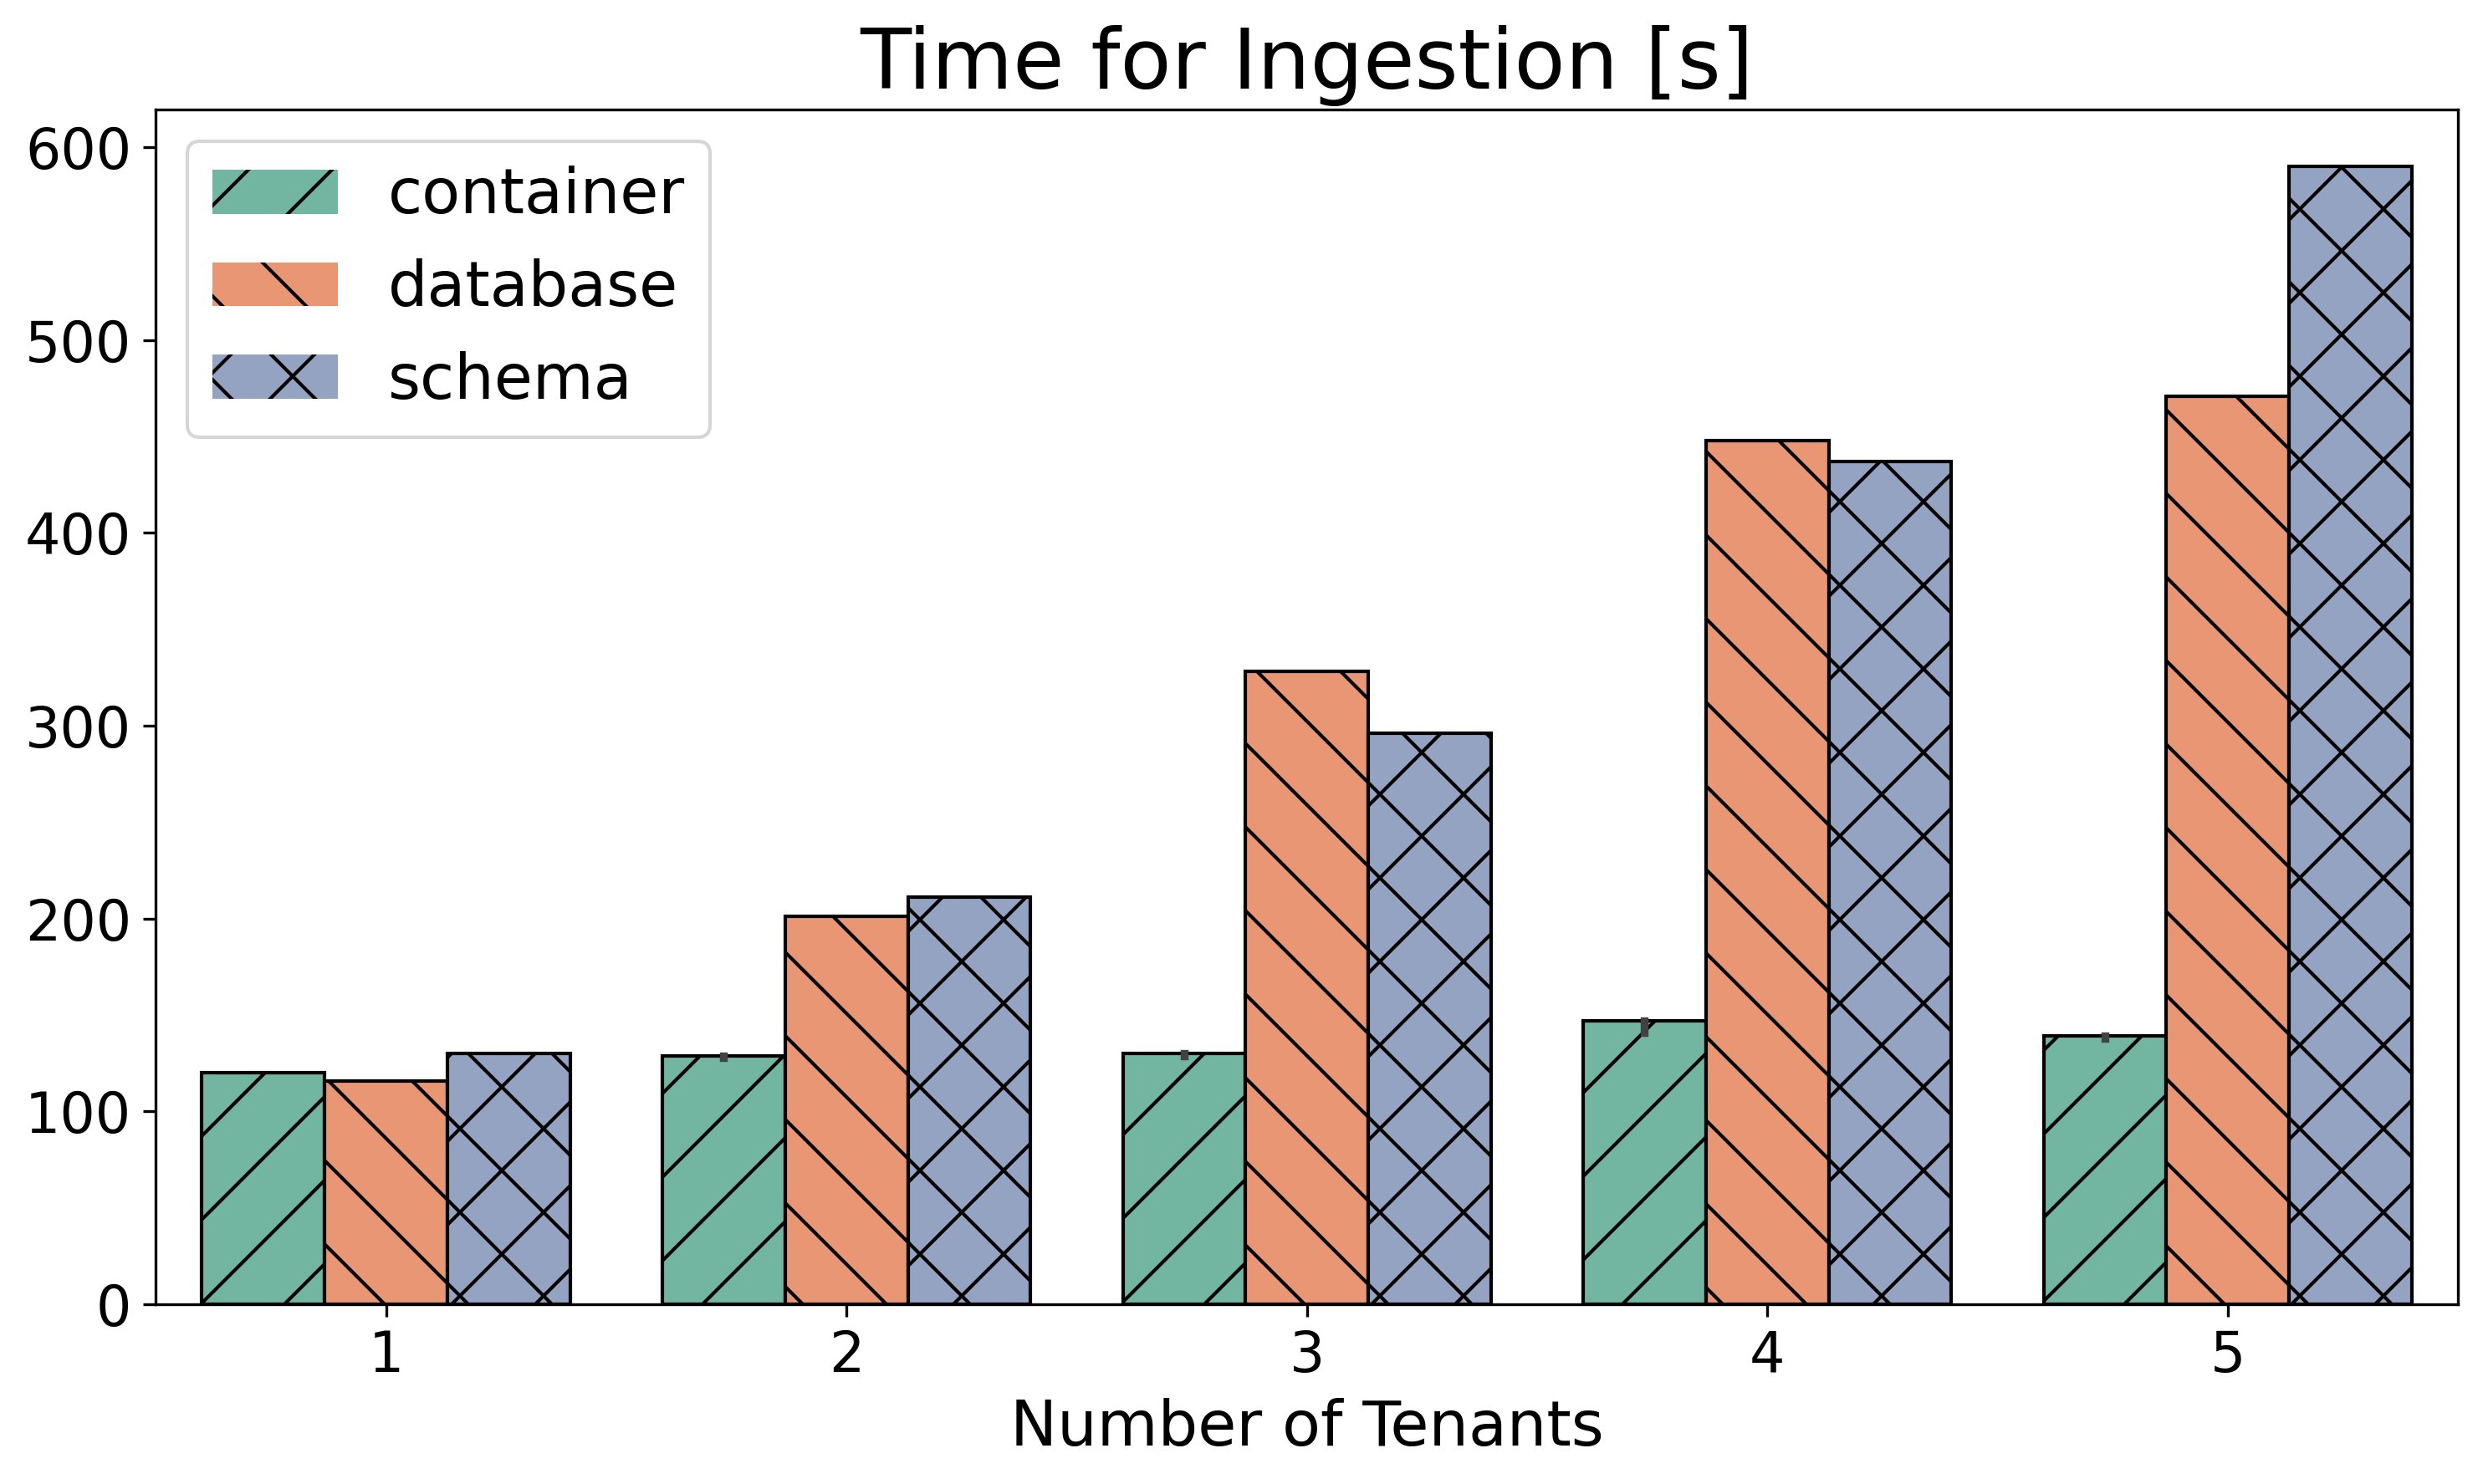 Time for Ingestion [s]
600
500
400
300
200
100
0
container
database
schema
1 2 3 4 5
Number of Tenants